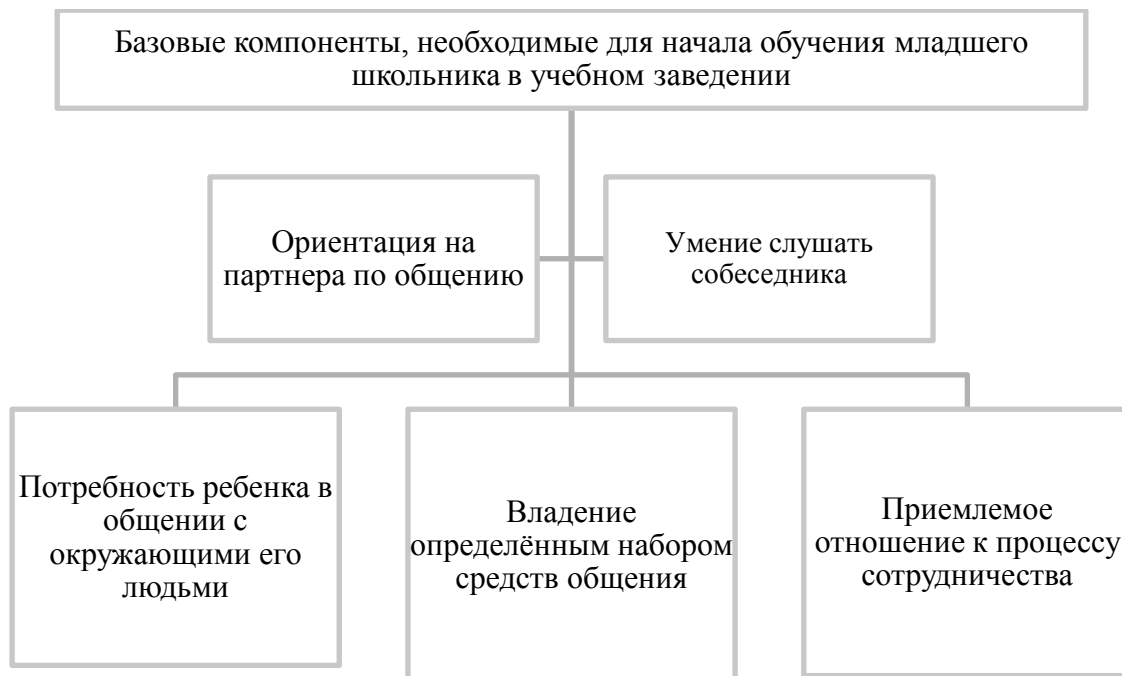 Базовые компоненты, необходимые для начала обучения младшего
школьника в учебном заведении
Ориентация на
партнера по общению
Умение слушать
собеседника
Потребность ребенка в
общении с
окружающими его
людьми
Владение
определённым набором
средств общения
Приемлемое
отношение к процессу
сотрудничества